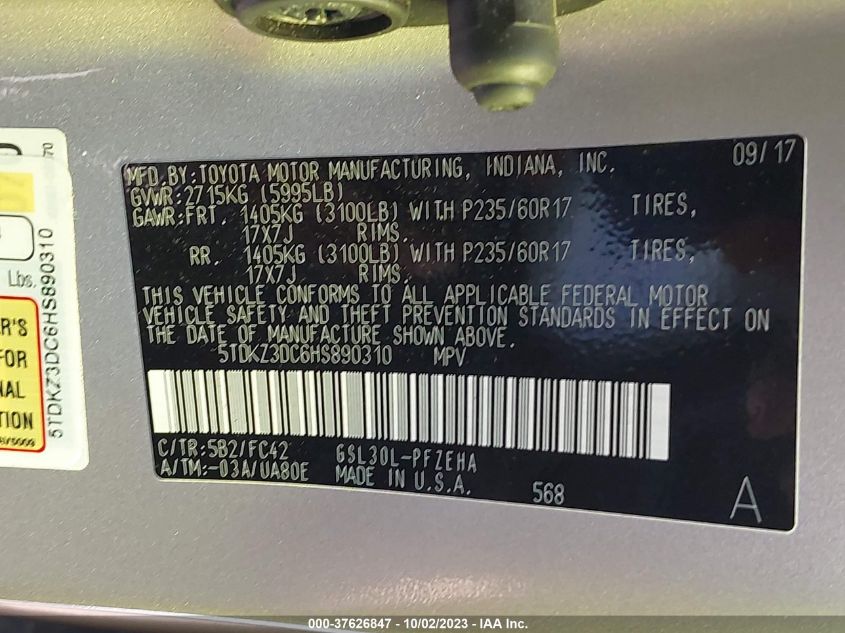 MFD. BY: TOYOTA MOTOR MANUFACTURING, INDIANA, INC. 09/17
GVWR: 2715KG (5995LB)
GAWR: FRT. 1405KG (3100LB) WITH P235/60R17 TIRES,
17X7J RIMS.
RR. 1405KG (3100LB) WITH P235/60R17 TIRES,
17X7J RIMS.
THIS VEHICLE CONFORMS TO ALL APPLICABLE FEDERAL MOTOR
VEHICLE SAFETY AND THEFT PREVENTION STANDARDS IN EFFECT ON
THE DATE OF MANUFACTURE SHOWN ABOVE.
5TDKZ3DC6HS890310 MPV
C/TR: 5B2/FC42 GSL30L-PFZEHA
A/TM: -03A/UA80E MADE IN U.S.A.
568 A
Lbs.
5TDKZ3DC6HS890310
ER'S
FOR
NAL
TION
000-37626847 - 10/02/2023 - IAA Inc.